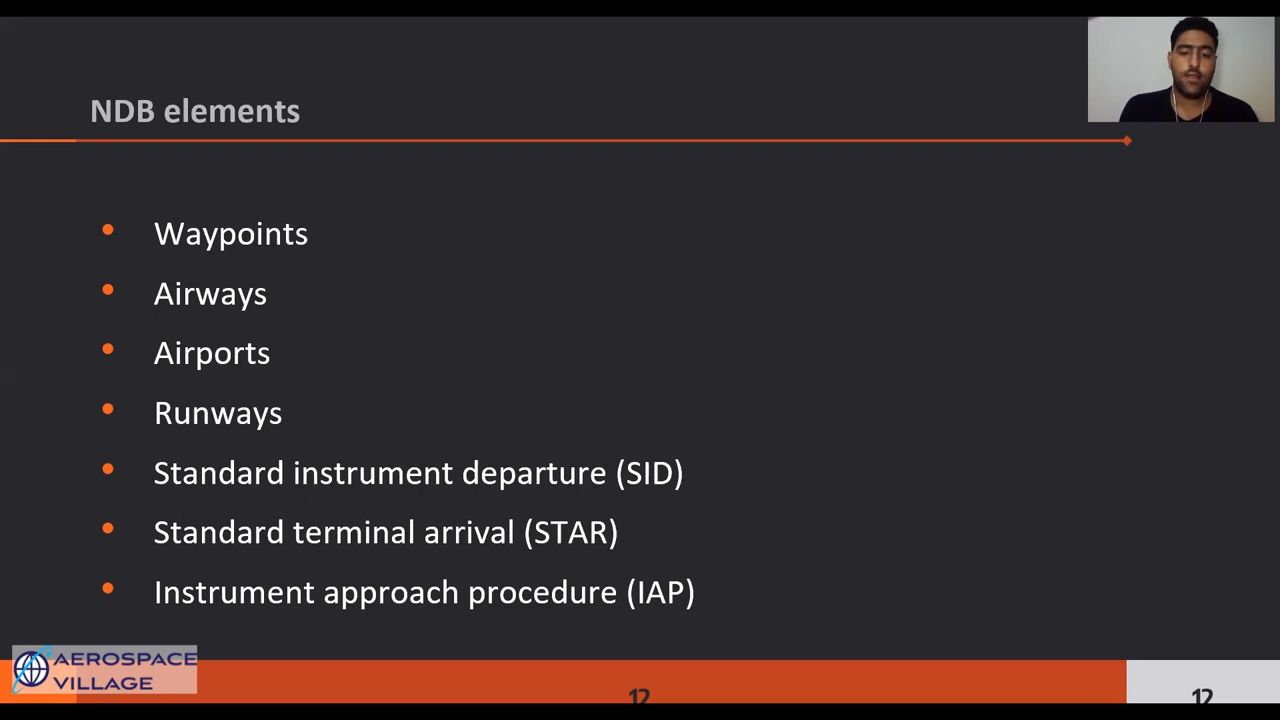 NDB elements
Waypoints
Airways
Airports
Runways
Standard instrument departure (SID)
Standard terminal arrival (STAR)
Instrument approach procedure (IAP)
AEROSPACE
VILLAGE
12
12